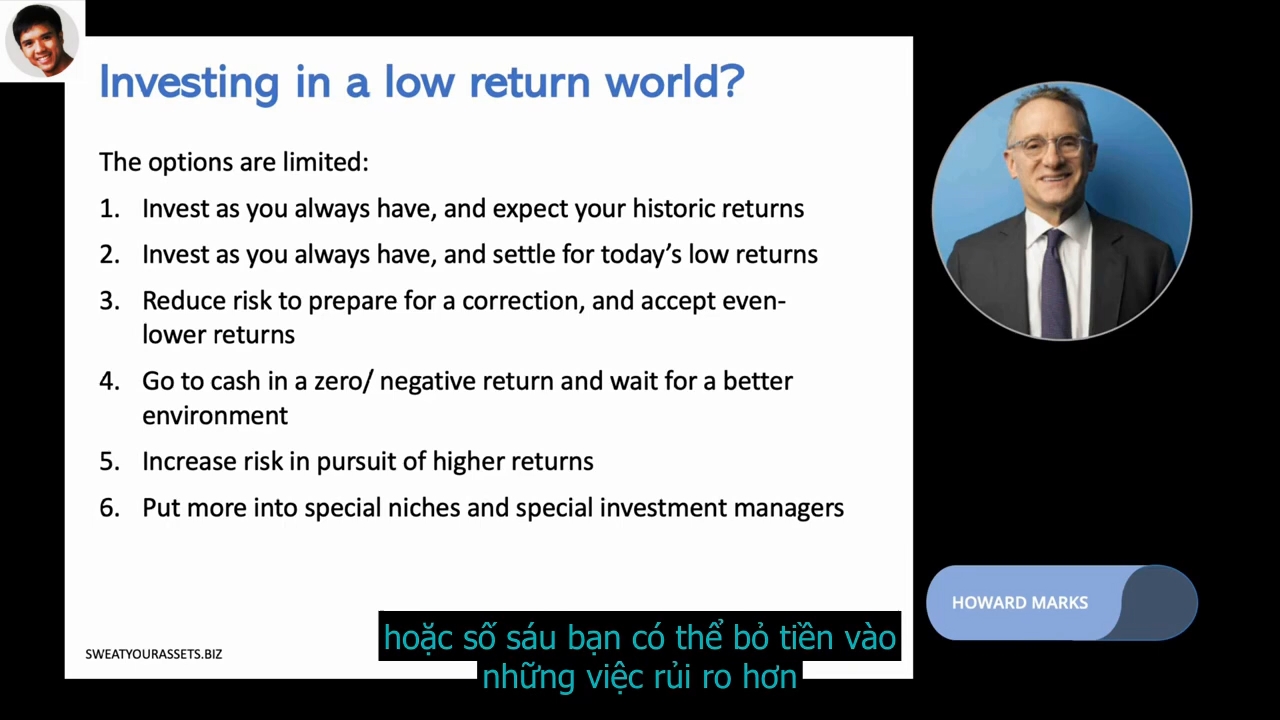 Investing in a low return world?
The options are limited:
1. Invest as you always have, and expect your historic returns
2. Invest as you always have, and settle for today’s low returns
3. Reduce risk to prepare for a correction, and accept even-
lower returns
4. Go to cash in a zero/ negative return and wait for a better
environment
5. Increase risk in pursuit of higher returns
6. Put more into special niches and special investment managers
HOWARD MARKS
SWEATYOURASSETS.BIZ
hoặc số sáu bạn có thể bỏ tiền vào
những việc rủi ro hơn